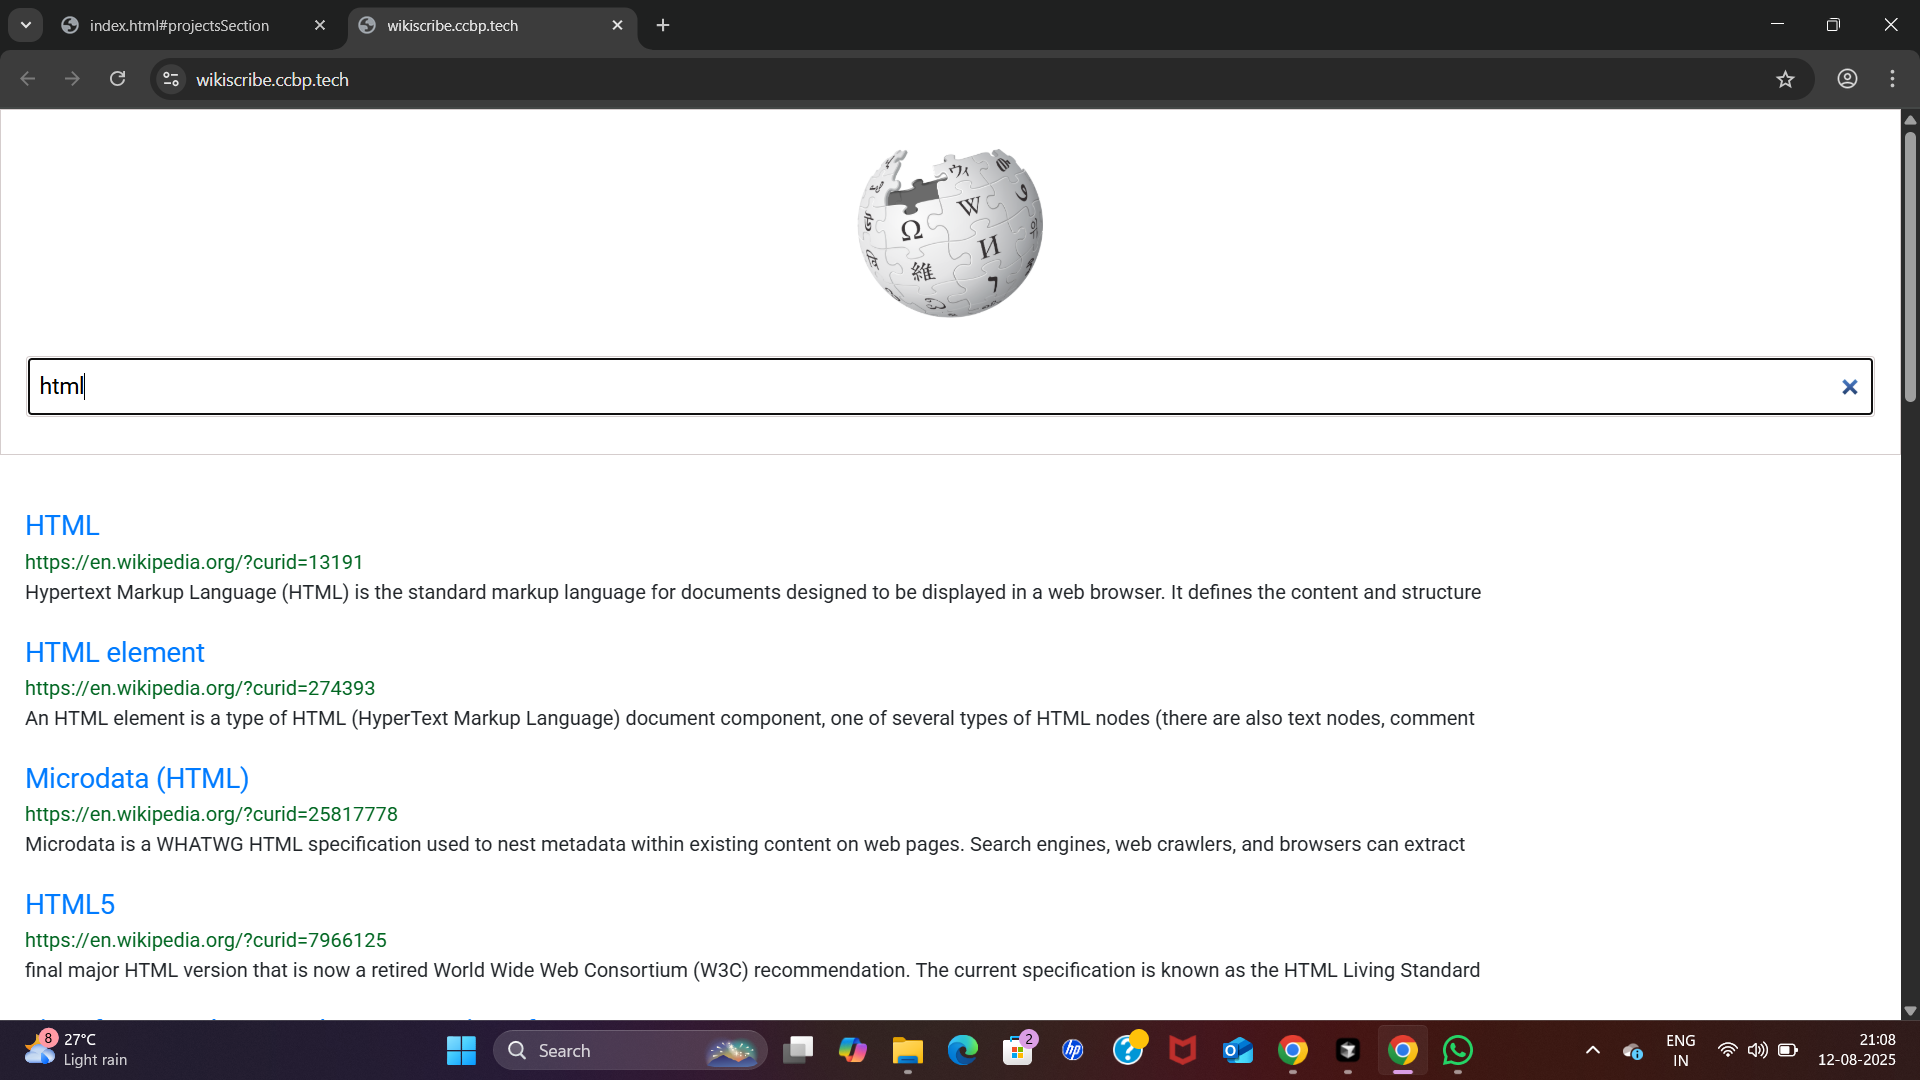 index.html#projectsSection
wikiscribe.ccbp.tech
wikiscribe.ccbp.tech
Ω W И 維 ウィ 7
html
HTML
https://en.wikipedia.org/?curid=13191
Hypertext Markup Language (HTML) is the standard markup language for documents designed to be displayed in a web browser. It defines the content and structure
HTML element
https://en.wikipedia.org/?curid=274393
An HTML element is a type of HTML (HyperText Markup Language) document component, one of several types of HTML nodes (there are also text nodes, comment
Microdata (HTML)
https://en.wikipedia.org/?curid=25817778
Microdata is a WHATWG HTML specification used to nest metadata within existing content on web pages. Search engines, web crawlers, and browsers can extract
HTML5
https://en.wikipedia.org/?curid=7966125
final major HTML version that is now a retired World Wide Web Consortium (W3C) recommendation. The current specification is known as the HTML Living Standard
8
27°C
Light rain
Search
2
hp
ENG
IN
21:08
12-08-2025